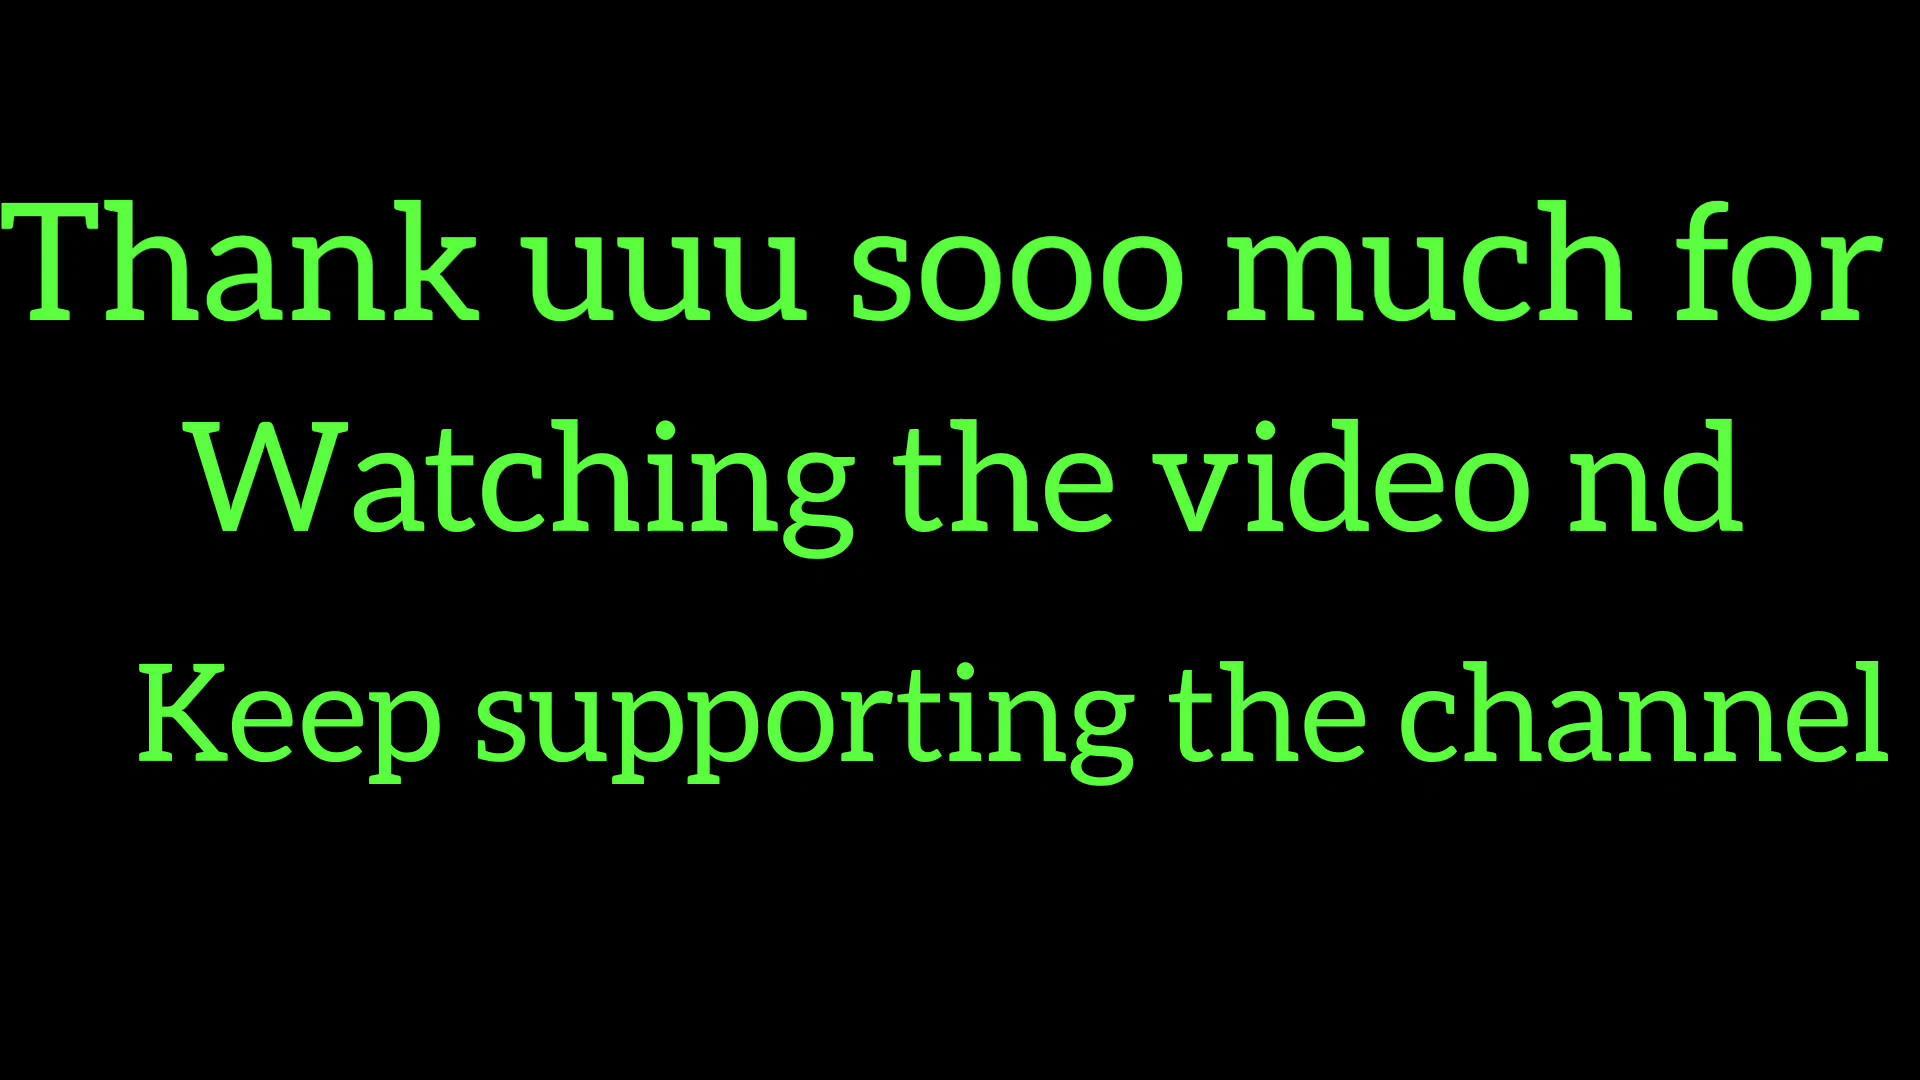 Thank uuu sooo much for
Watching the video nd
Keep supporting the channel